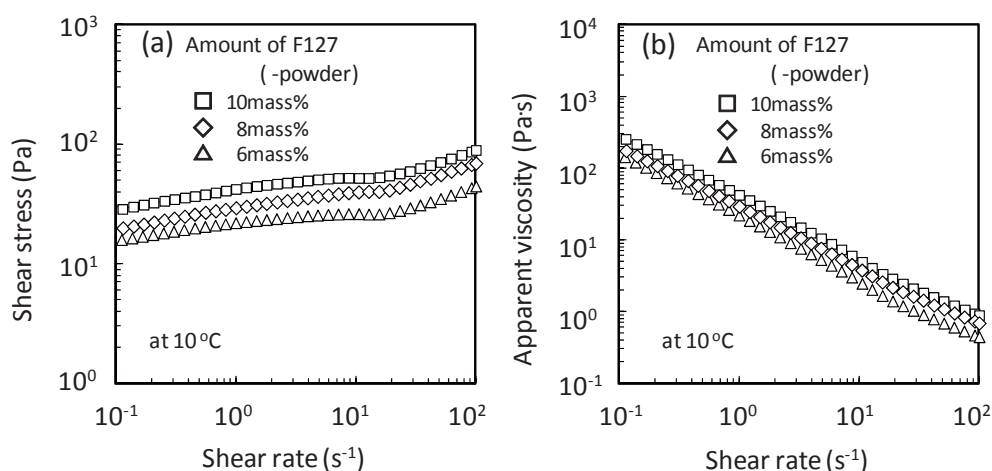 (a) Amount of F127
( -powder)
10mass%
8mass%
6mass%
at 10 ºC
Shear stress (Pa)
10³
10²
10¹
10⁰
10⁻¹ 10⁰ 10¹ 10²
Shear rate (s⁻¹)
(b) Amount of F127
( -powder)
10mass%
8mass%
6mass%
at 10 ºC
Apparent viscosity (Pa·s)
10⁴
10³
10²
10¹
10⁰
10⁻¹
10⁻¹ 10⁰ 10¹ 10²
Shear rate (s⁻¹)